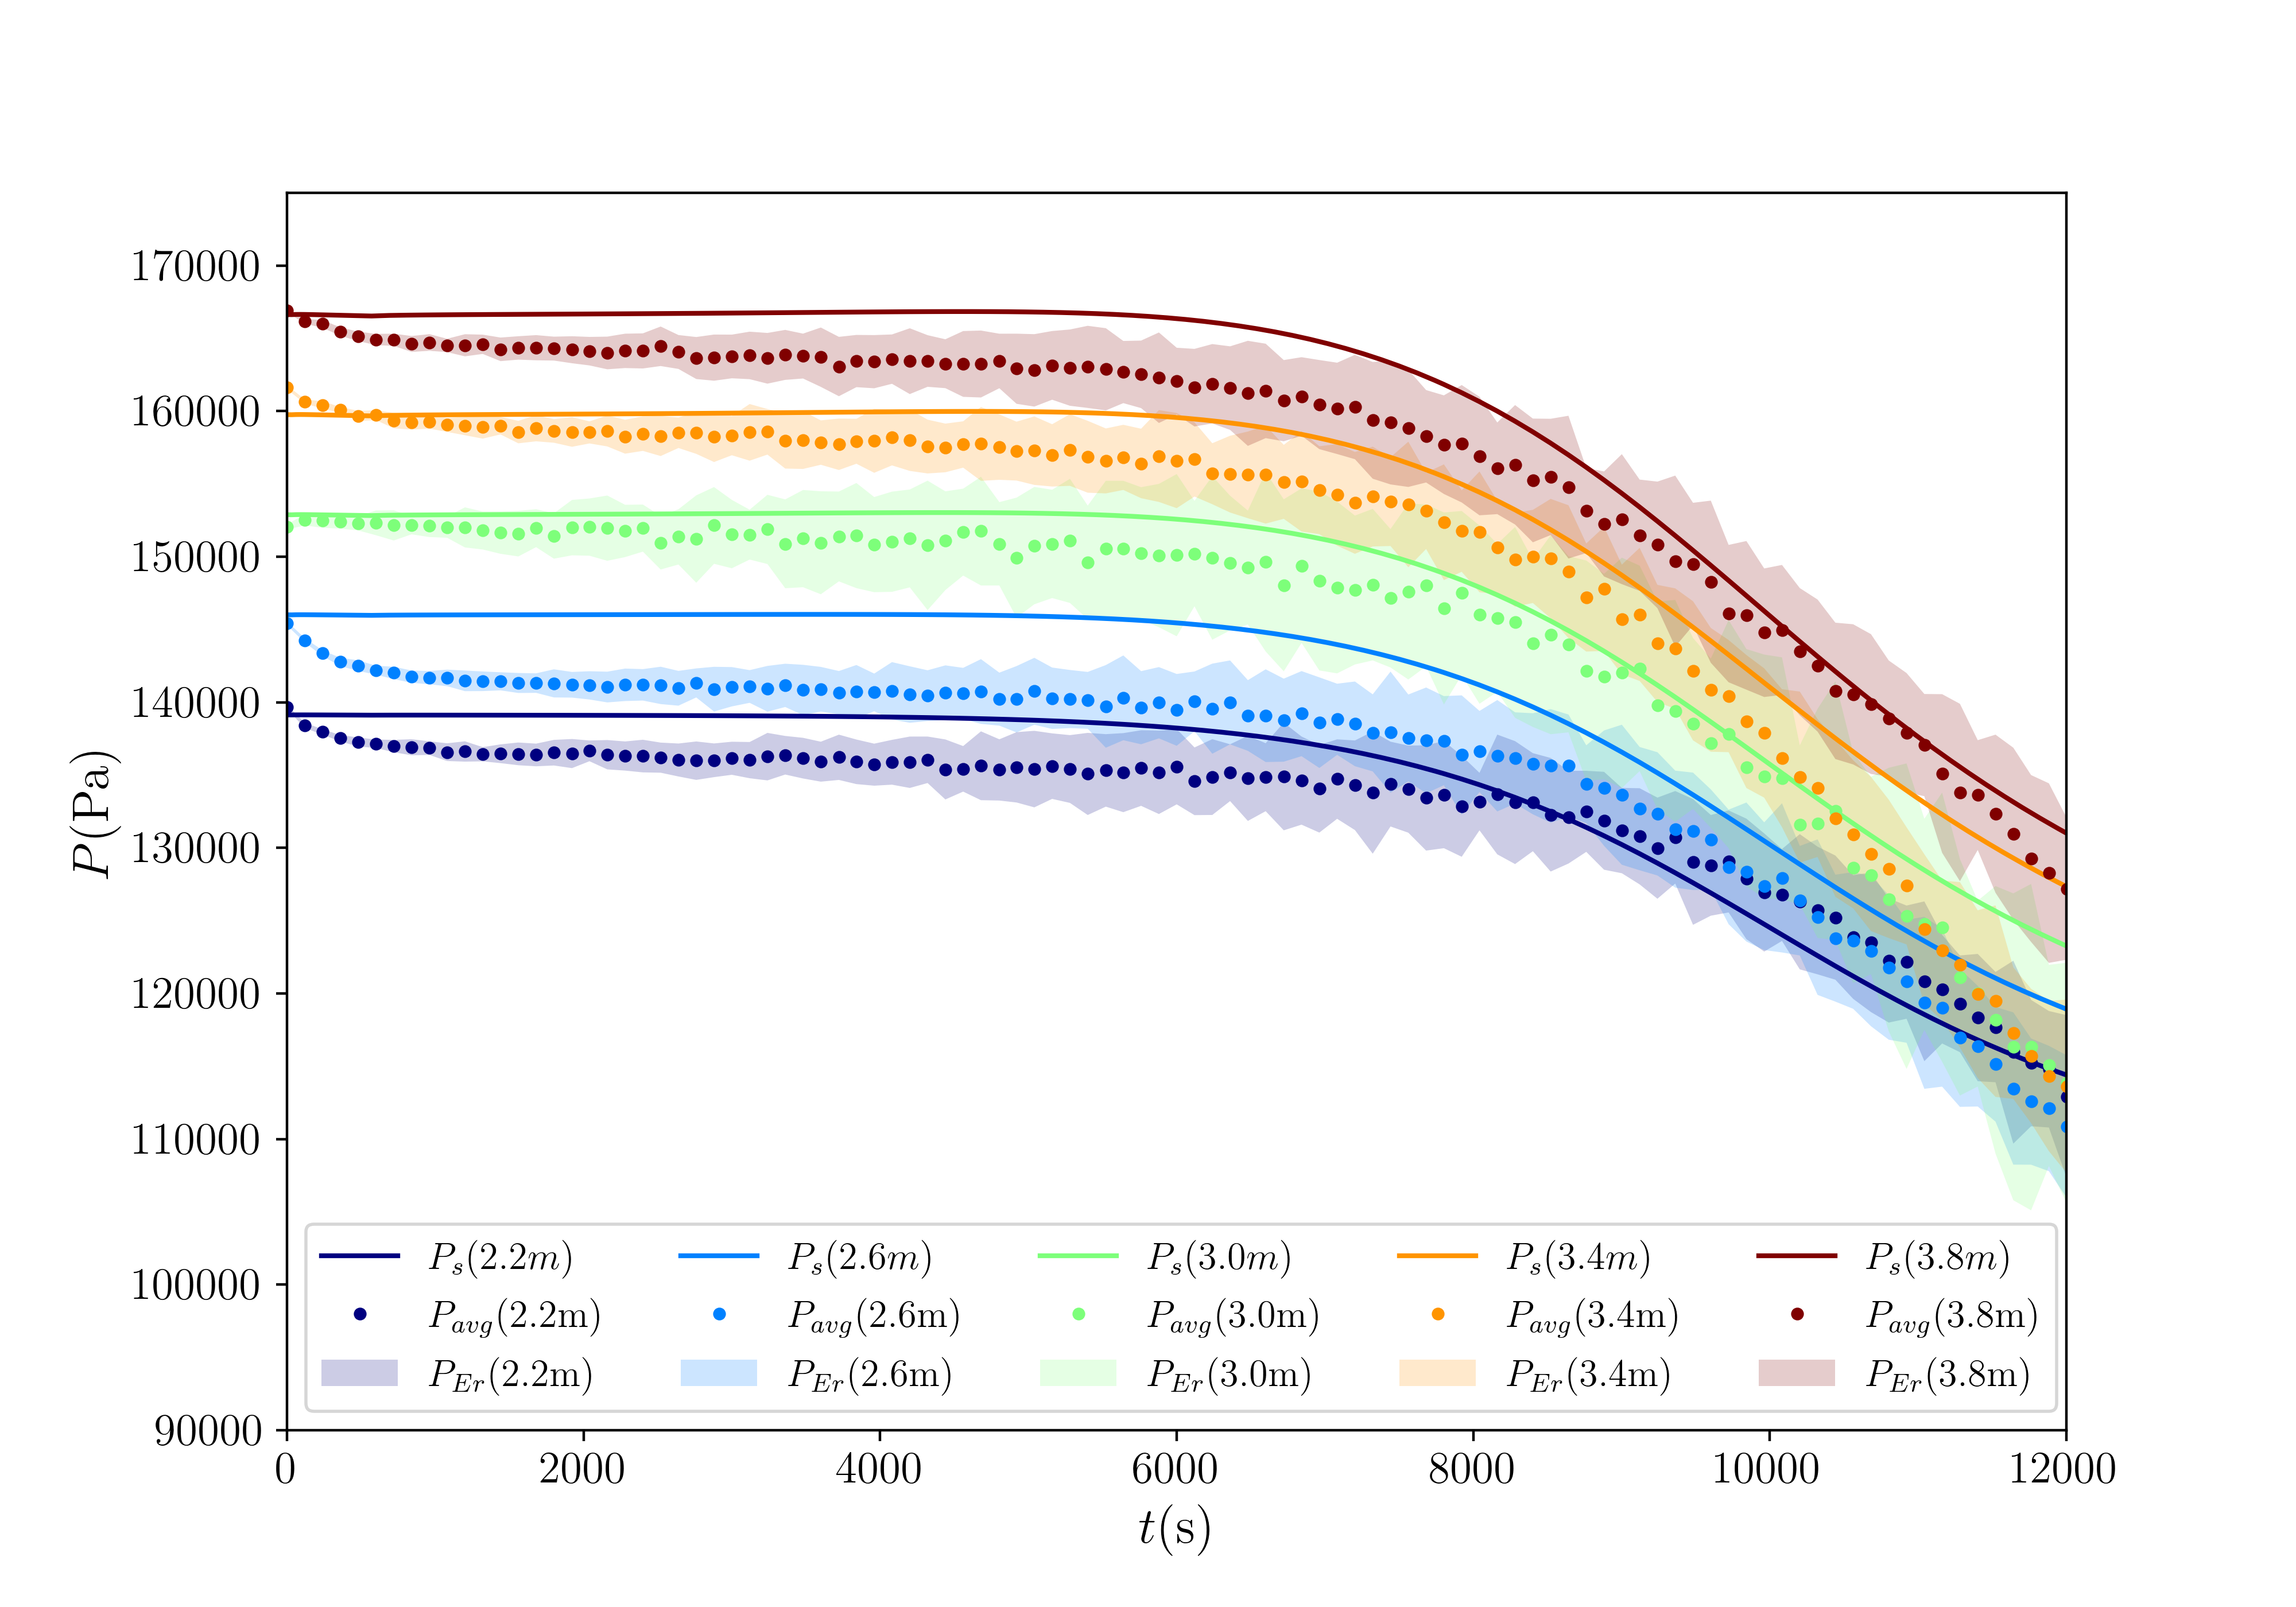 170000
160000
150000
140000
130000
120000
110000
100000
90000
P(Pa)
P_s(2.2m) P_s(2.6m) P_s(3.0m) P_s(3.4m) P_s(3.8m)
P_avg(2.2m) P_avg(2.6m) P_avg(3.0m) P_avg(3.4m) P_avg(3.8m)
P_Er(2.2m) P_Er(2.6m) P_Er(3.0m) P_Er(3.4m) P_Er(3.8m)
0 2000 4000 6000 8000 10000 12000
t(s)